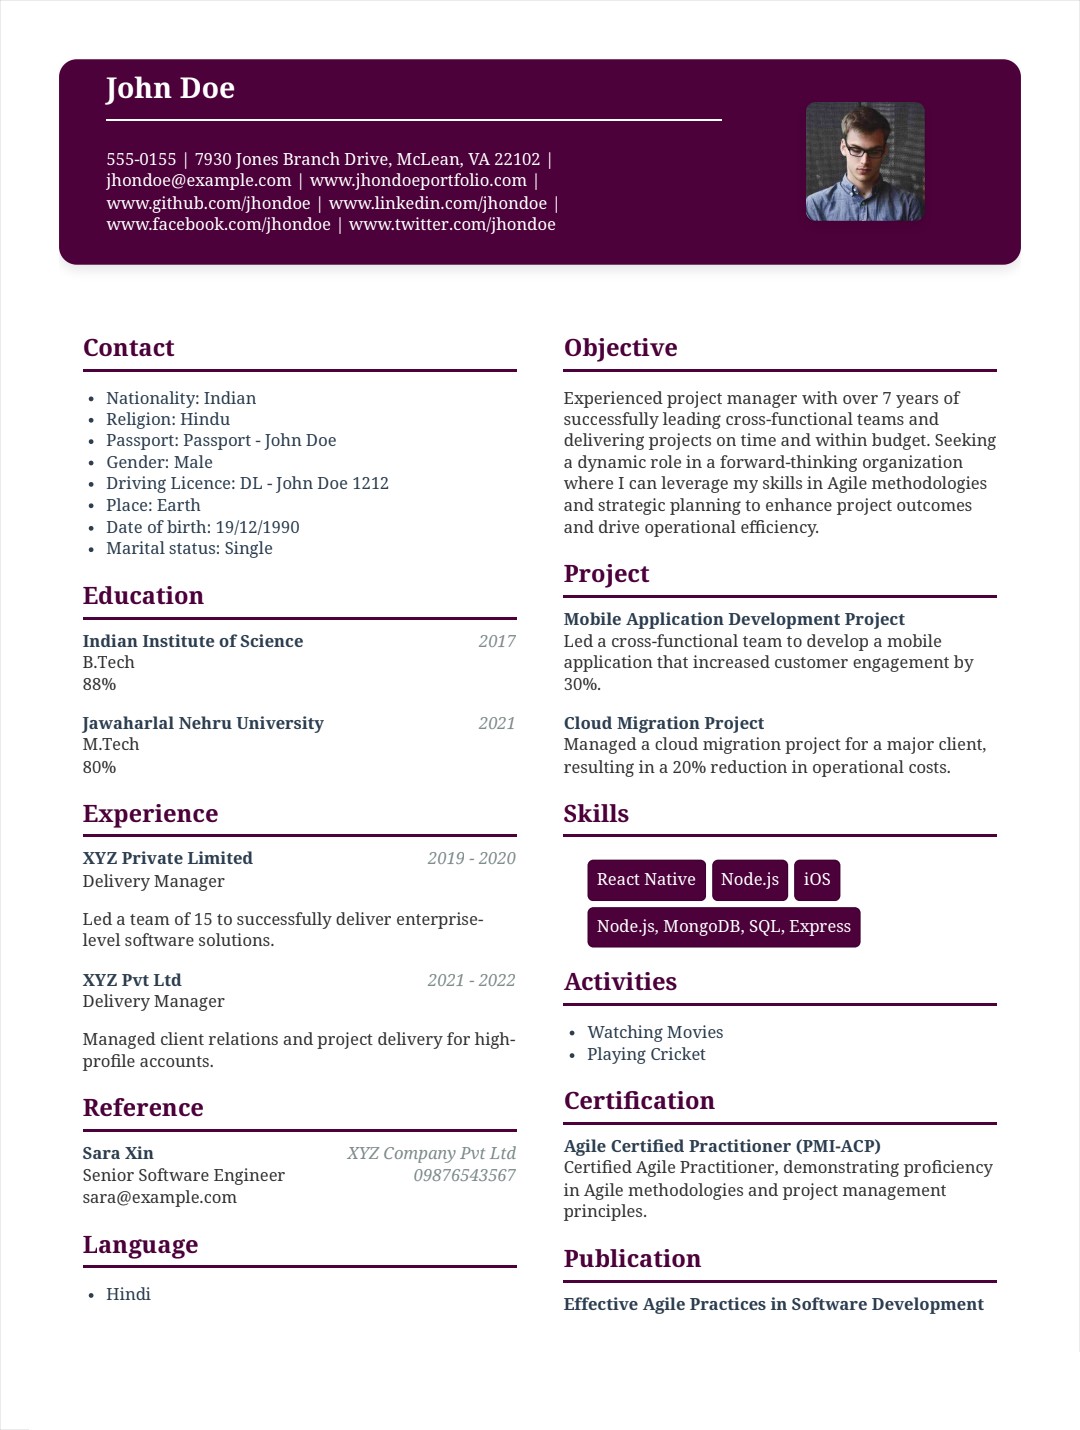 John Doe
555-0155 | 7930 Jones Branch Drive, McLean, VA 22102 |
jhondoe@example.com | www.jhondoeportfolio.com |
www.github.com/jhondoe | www.linkedin.com/jhondoe |
www.facebook.com/jhondoe | www.twitter.com/jhondoe
Contact
• Nationality: Indian
• Religion: Hindu
• Passport: Passport - John Doe
• Gender: Male
• Driving Licence: DL - John Doe 1212
• Place: Earth
• Date of birth: 19/12/1990
• Marital status: Single
Education
Indian Institute of Science 2017
B.Tech
88%
Jawaharlal Nehru University 2021
M.Tech
80%
Experience
XYZ Private Limited 2019 - 2020
Delivery Manager
Led a team of 15 to successfully deliver enterprise-
level software solutions.
XYZ Pvt Ltd 2021 - 2022
Delivery Manager
Managed client relations and project delivery for high-
profile accounts.
Reference
Sara Xin XYZ Company Pvt Ltd
Senior Software Engineer 09876543567
sara@example.com
Language
• Hindi
Objective
Experienced project manager with over 7 years of
successfully leading cross-functional teams and
delivering projects on time and within budget. Seeking
a dynamic role in a forward-thinking organization
where I can leverage my skills in Agile methodologies
and strategic planning to enhance project outcomes
and drive operational efficiency.
Project
Mobile Application Development Project
Led a cross-functional team to develop a mobile
application that increased customer engagement by
30%.
Cloud Migration Project
Managed a cloud migration project for a major client,
resulting in a 20% reduction in operational costs.
Skills
React Native Node.js iOS
Node.js, MongoDB, SQL, Express
Activities
• Watching Movies
• Playing Cricket
Certification
Agile Certified Practitioner (PMI-ACP)
Certified Agile Practitioner, demonstrating proficiency
in Agile methodologies and project management
principles.
Publication
Effective Agile Practices in Software Development